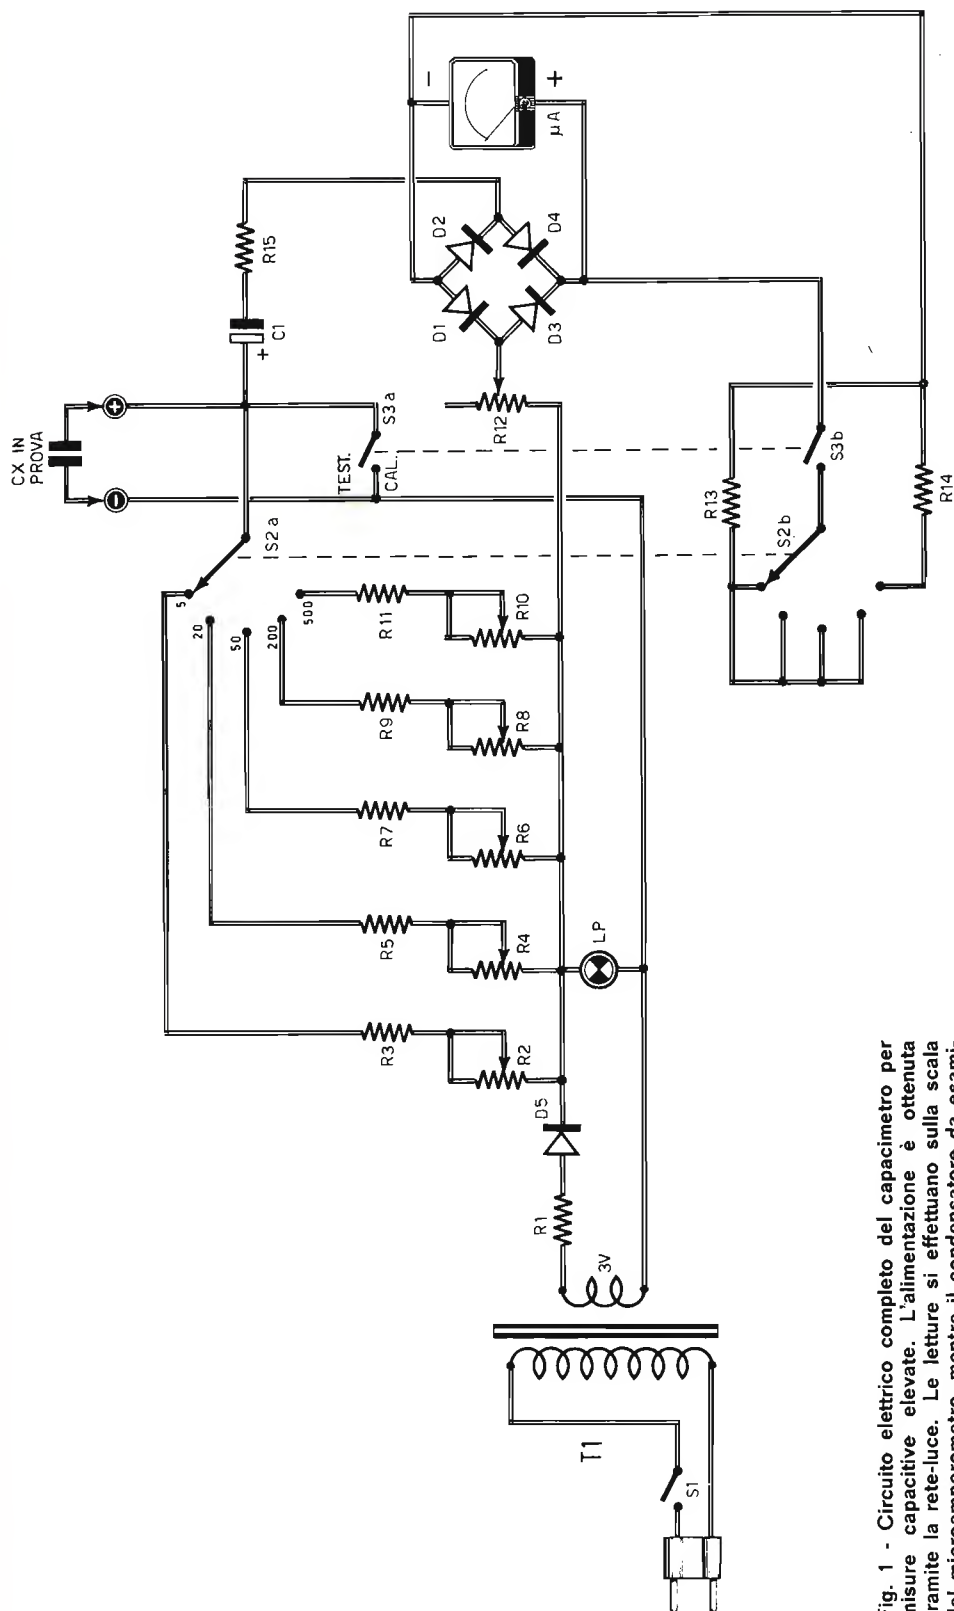 CX IN
PROVA
−
+
5
20
50
200
500
S2a
TEST.
CAL.
S3a
+
C1
R15
D2
D4
D1
D3
−
+
µA
R12
R11
R10
R9
R8
R7
R6
R5
R4
R3
R2
D5
R1
3V
LP
T1
S1
R13
S2b
S3b
R14
ig. 1 - Circuito elettrico completo del capacimetro per
misure capacitive elevate. L'alimentazione è ottenuta
ramite la rete-luce. Le letture si effettuano sulla scala
del microamperometro, mentre il condensatore da esami-